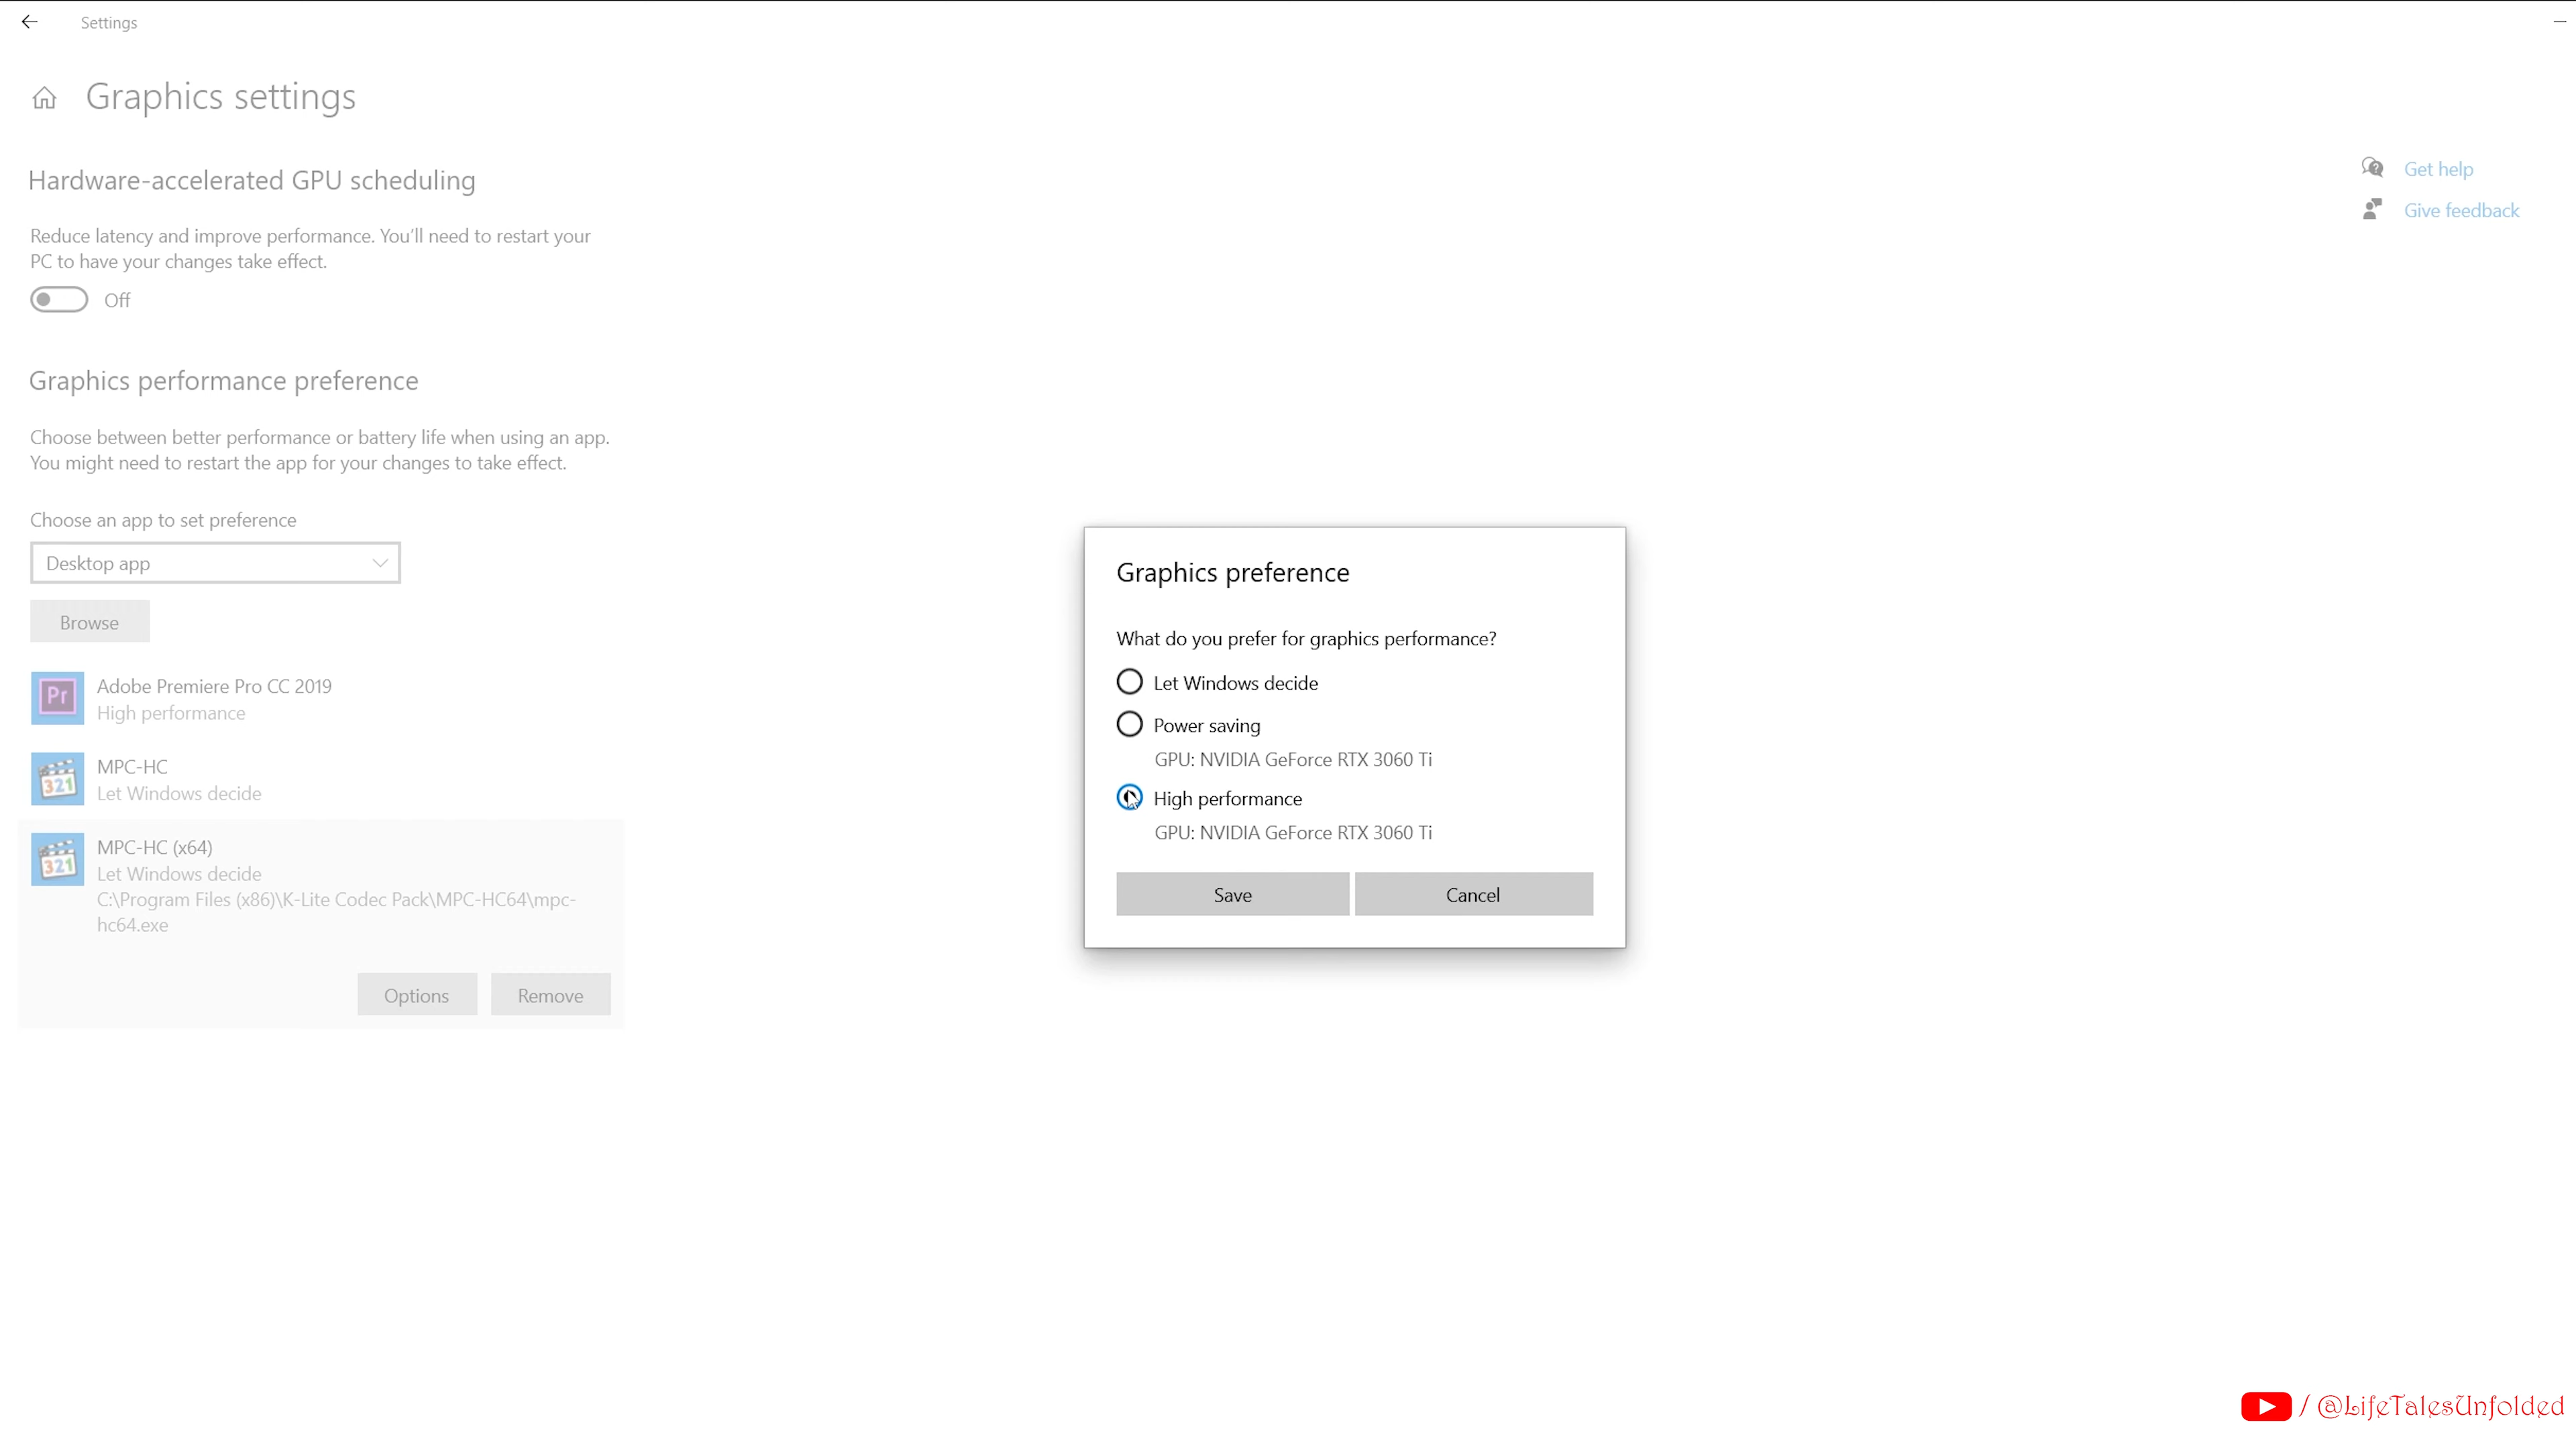 Settings
Graphics settings
Hardware-accelerated GPU scheduling
Reduce latency and improve performance. You'll need to restart your
PC to have your changes take effect.
Off
Graphics performance preference
Choose between better performance or battery life when using an app.
You might need to restart the app for your changes to take effect.
Choose an app to set preference
Desktop app
Browse
Pr
Adobe Premiere Pro CC 2019
High performance
321
MPC-HC
Let Windows decide
321
MPC-HC (x64)
Let Windows decide
C:\Program Files (x86)\K-Lite Codec Pack\MPC-HC64\mpc-
hc64.exe
Options
Remove
Get help
Give feedback
Graphics preference
What do you prefer for graphics performance?
Let Windows decide
Power saving
GPU: NVIDIA GeForce RTX 3060 Ti
High performance
GPU: NVIDIA GeForce RTX 3060 Ti
Save
Cancel
/ @LifeTalesUnfolded